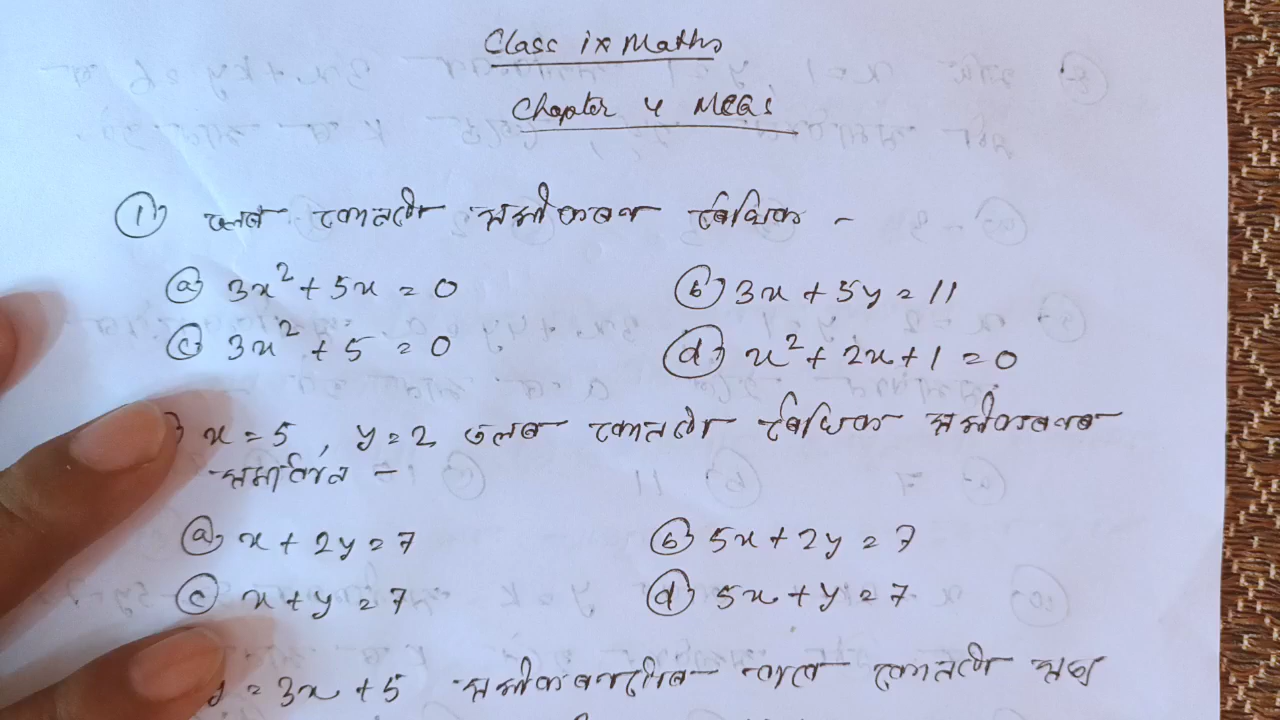 Class ix Maths
Chapter 4 MCQs
① তলৰ কোনটো সমীকৰণ ৰৈখিক -
ⓐ 3x² + 5x = 0 ⓑ 3x + 5y = 11
ⓒ 3x² + 5 = 0 ⓓ x² + 2x + 1 = 0
x = 5, y = 2 তলৰ কোনটো ৰৈখিক সমীকৰণৰ
সমাধান -
ⓐ x + 2y = 7 ⓑ 5x + 2y = 7
ⓒ x + y = 7 ⓓ 5x + y = 7
y = 3x + 5 সমীকৰণটোৰ বাবে কোনটো সত্য